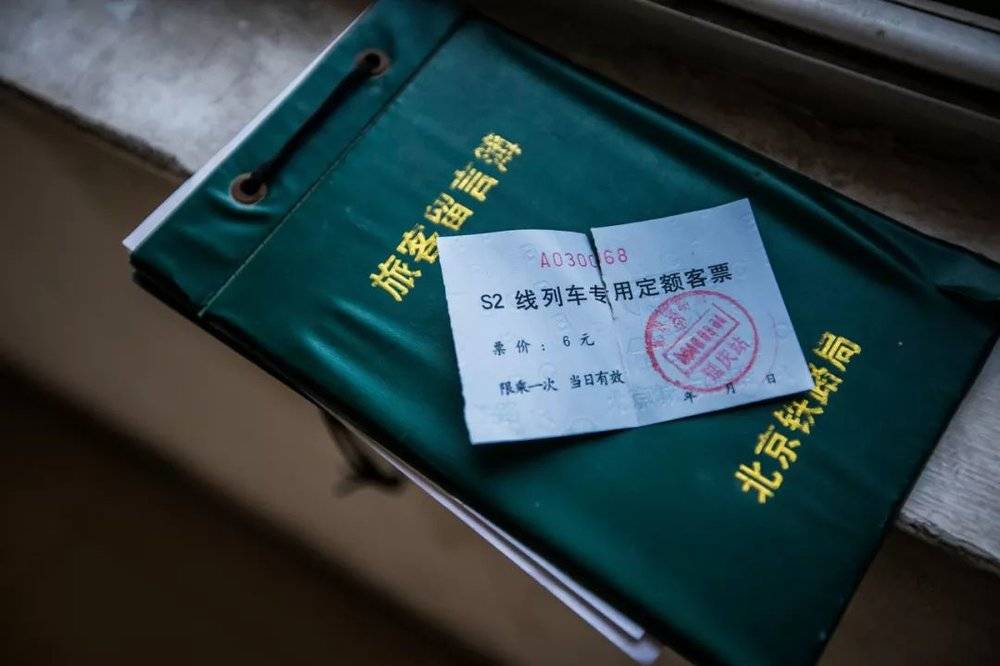 旅客留言簿
A030068
S2 线列车专用定额客票
票 价 : 6 元
限乘一次 当日有效
年 月 日
延庆站
北京铁路局